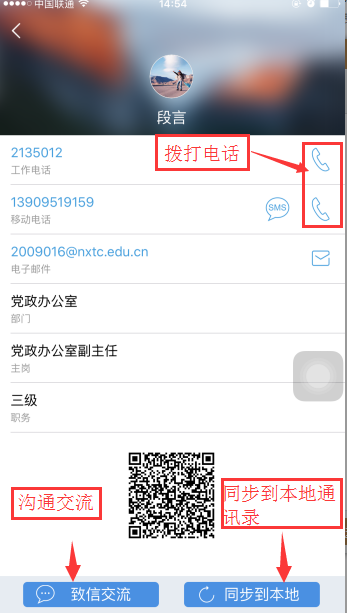 中国联通 14:54
段言
2135012
工作电话
拨打电话
13909519159
移动电话
SMS
2009016@nxtc.edu.cn
电子邮件
党政办公室
部门
党政办公室副主任
主岗
三级
职务
沟通交流
同步到本地通
讯录
致信交流
同步到本地